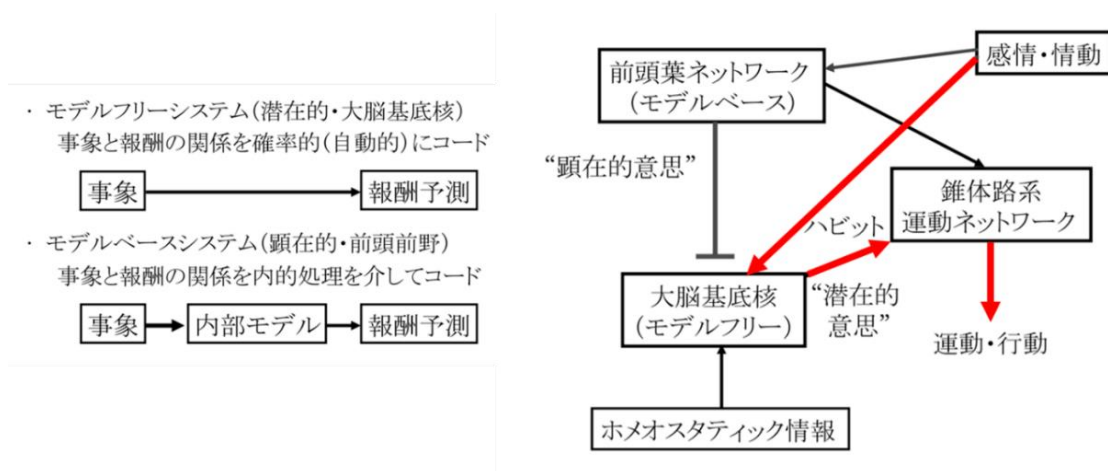 ・ モデルフリーシステム(潜在的・大脳基底核)
事象と報酬の関係を確率的(自動的)にコード
事象
報酬予測
・ モデルベースシステム(顕在的・前頭前野)
事象と報酬の関係を内的処理を介してコード
事象
内部モデル
報酬予測
感情・情動
前頭葉ネットワーク
(モデルベース)
“顕在的意思”
錐体路系
運動ネットワーク
ハビット
大脳基底核
(モデルフリー)
“潜在的
意思”
運動・行動
ホメオスタティック情報